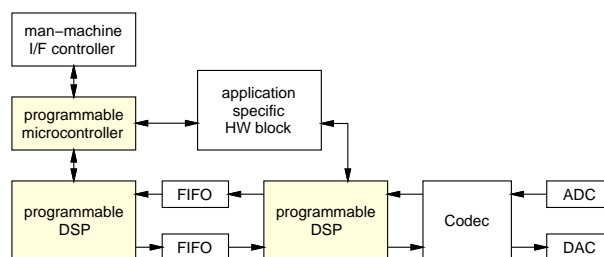 man−machine
I/F controller
programmable
microcontroller
application
specific
HW block
programmable
DSP
FIFO
FIFO
programmable
DSP
Codec
ADC
DAC